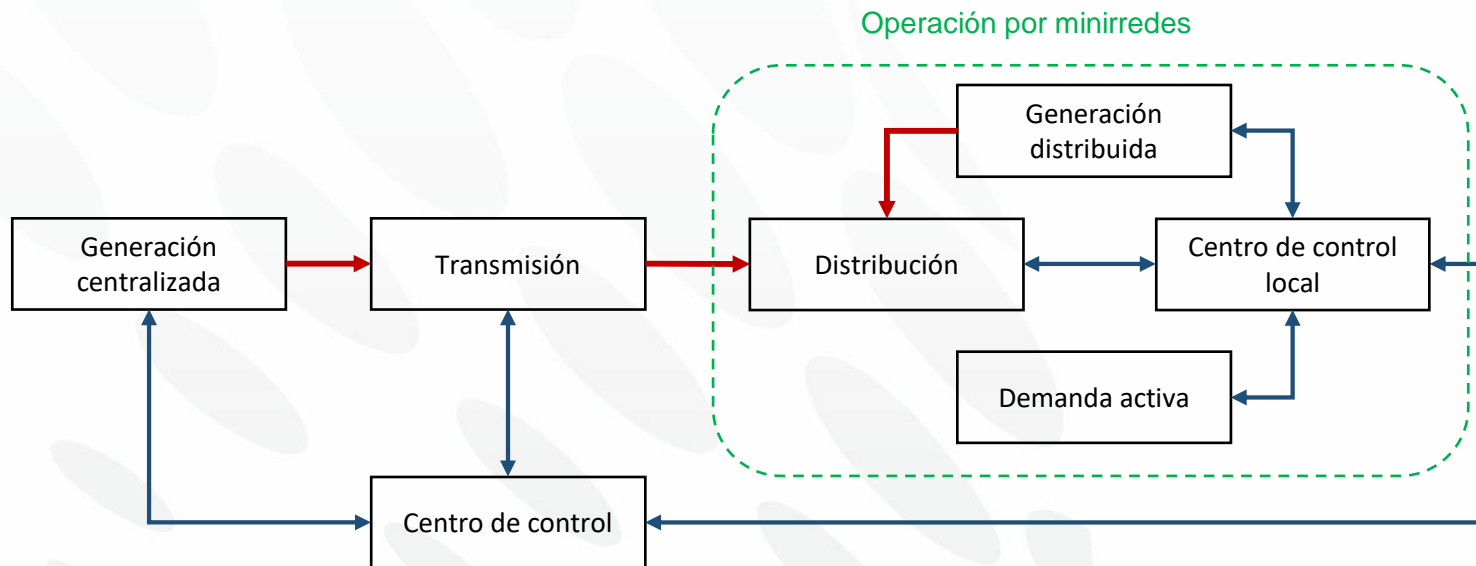 Operación por minirredes
Generación
distribuida
Generación
centralizada
Transmisión
Distribución
Centro de control
local
Demanda activa
Centro de control